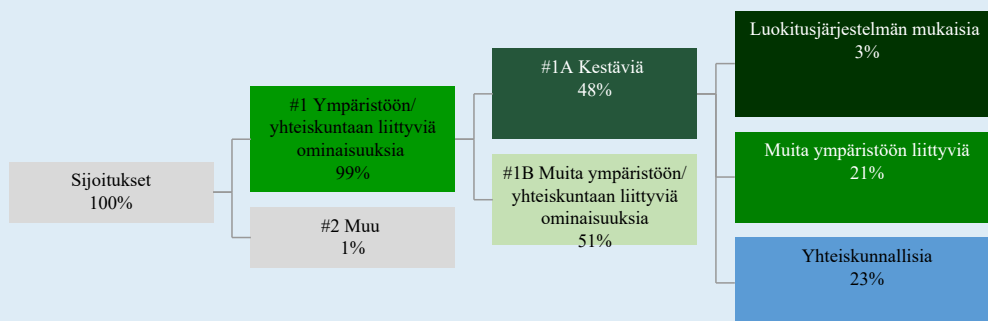 Sijoitukset
100%
#1 Ympäristöön/
yhteiskuntaan liittyviä
ominaisuuksia
99%
#2 Muu
1%
#1A Kestäviä
48%
#1B Muita ympäristöön/
yhteiskuntaan liittyviä
ominaisuuksia
51%
Luokitusjärjestelmän mukaisia
3%
Muita ympäristöön liittyviä
21%
Yhteiskunnallisia
23%